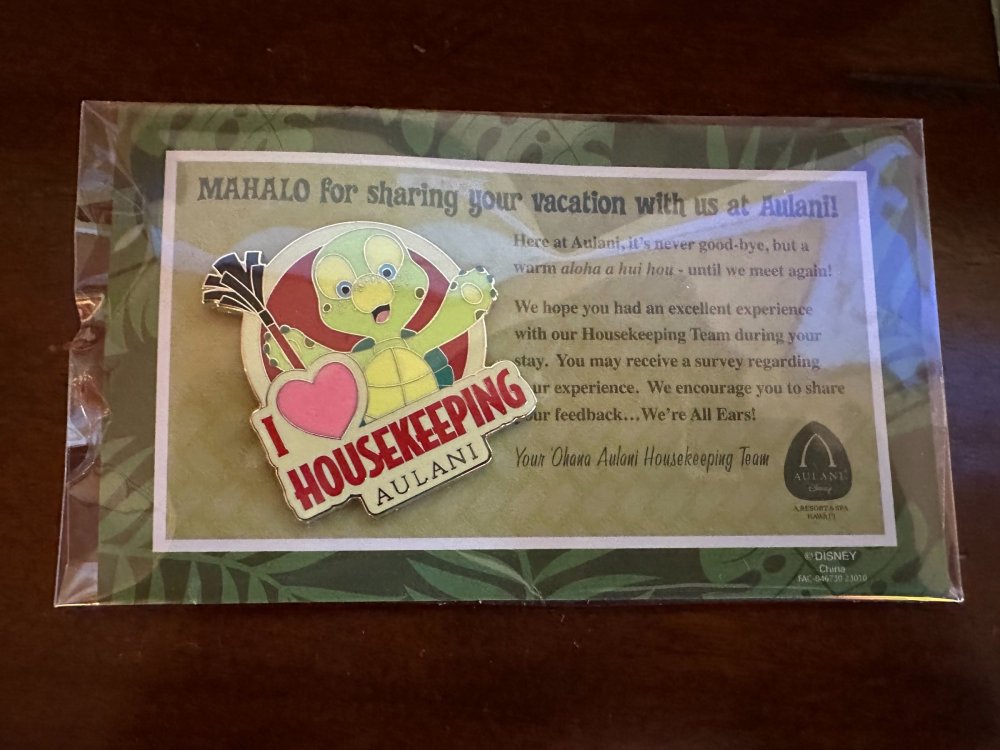 MAHALO for sharing your vacation with us at Aulani!
Here at Aulani, it's never good-bye, but a
warm aloha a hui hou - until we meet again!
We hope you had an excellent experience
with our Housekeeping Team during your
stay. You may receive a survey regarding
ur experience. We encourage you to share
ur feedback...We're All Ears!
Your 'Ohana Aulani Housekeeping Team
I
HOUSEKEEPING
AULANI
AULANI
Disney
A RESORT & SPA
HAWAI'I
©DISNEY
China